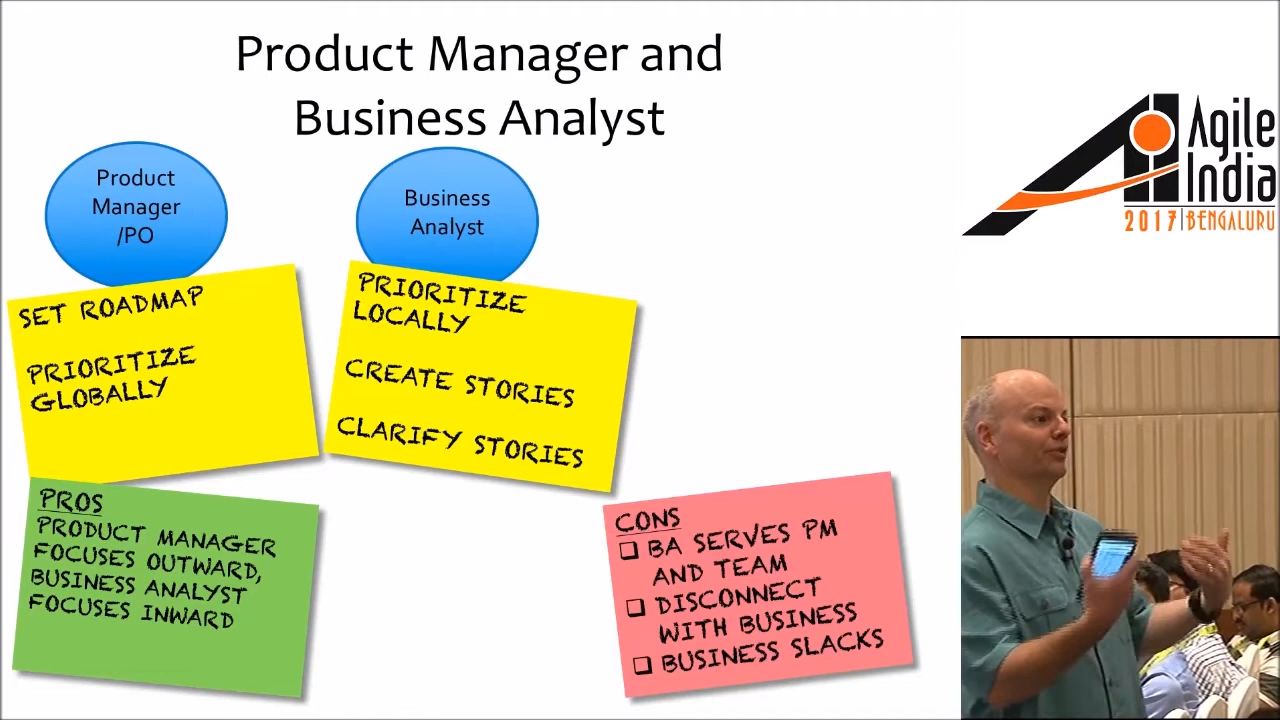 Product Manager and
Business Analyst
Product
Manager
/PO
Business
Analyst
SET ROADMAP
PRIORITIZE
GLOBALLY
PRIORITIZE
LOCALLY
CREATE STORIES
CLARIFY STORIES
PROS
PRODUCT MANAGER
FOCUSES OUTWARD,
BUSINESS ANALYST
FOCUSES INWARD
CONS
BA SERVES PM
AND TEAM
DISCONNECT
WITH BUSINESS
BUSINESS SLACKS
Agile
India
2017 | BENGALURU